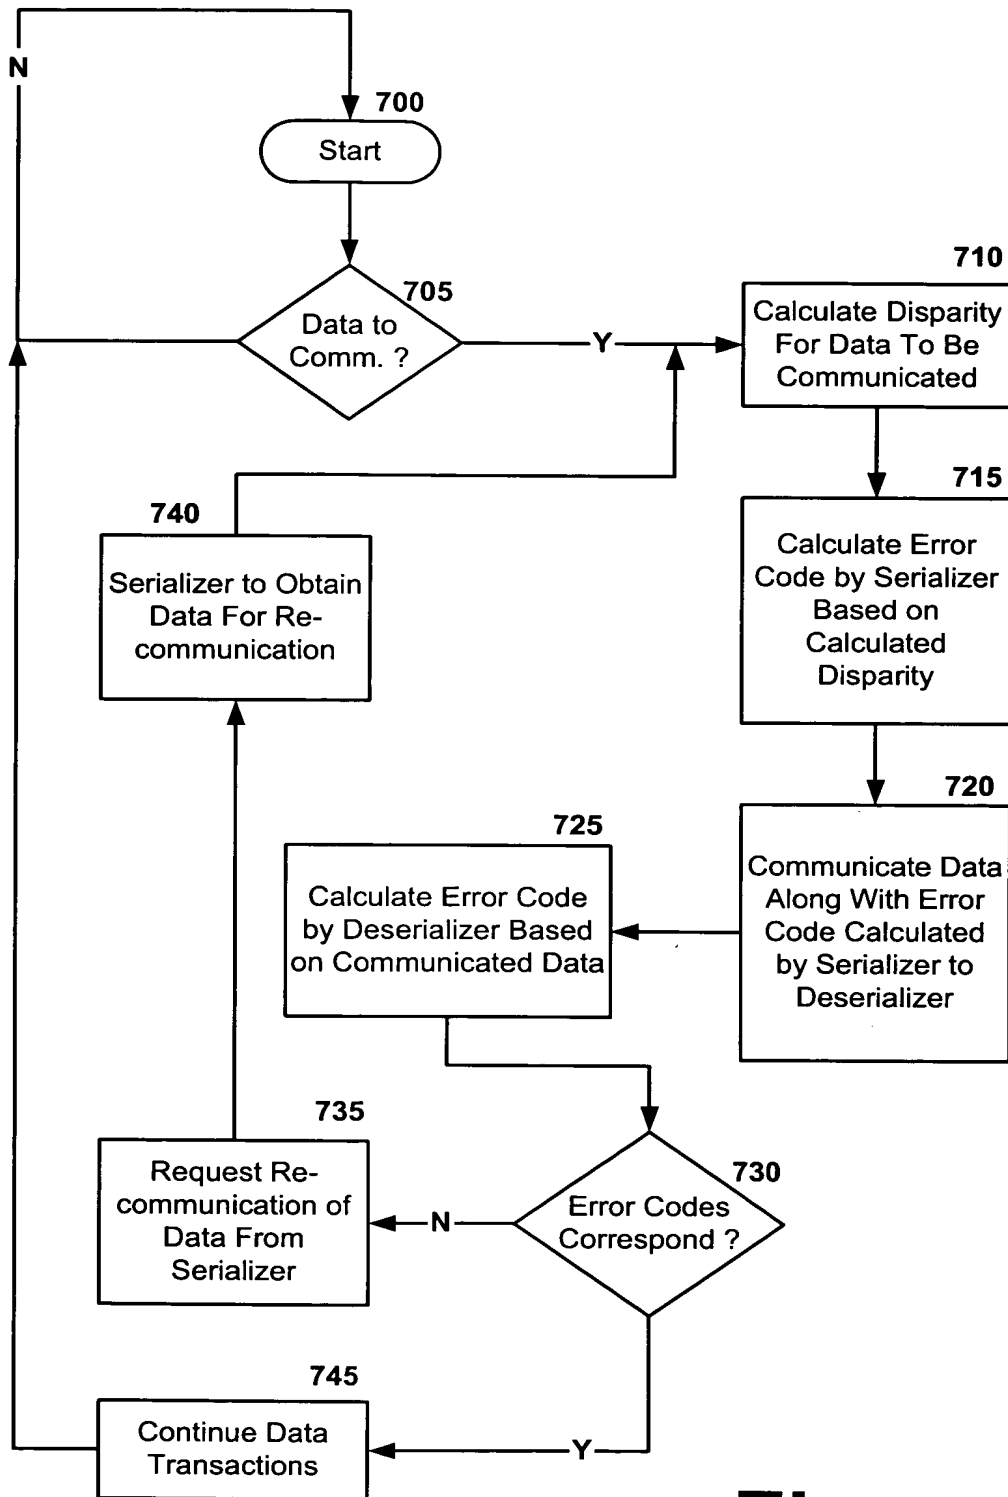 N
700
Start
705
Data to
Comm. ?
Y
710
Calculate Disparity
For Data To Be
Communicated
715
Calculate Error
Code by Serializer
Based on
Calculated
Disparity
740
Serializer to Obtain
Data For Re-
communication
720
Communicate Data
Along With Error
Code Calculated
by Serializer to
Deserializer
725
Calculate Error Code
by Deserializer Based
on Communicated Data
735
Request Re-
communication of
Data From
Serializer
N
730
Error Codes
Correspond ?
745
Continue Data
Transactions
Y